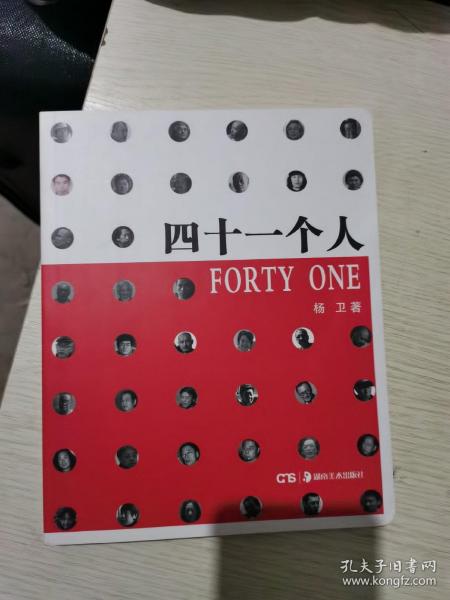 四十一个人
FORTY ONE
杨 卫 著
湖南美术出版社
孔夫子旧书网
www.kongfz.com